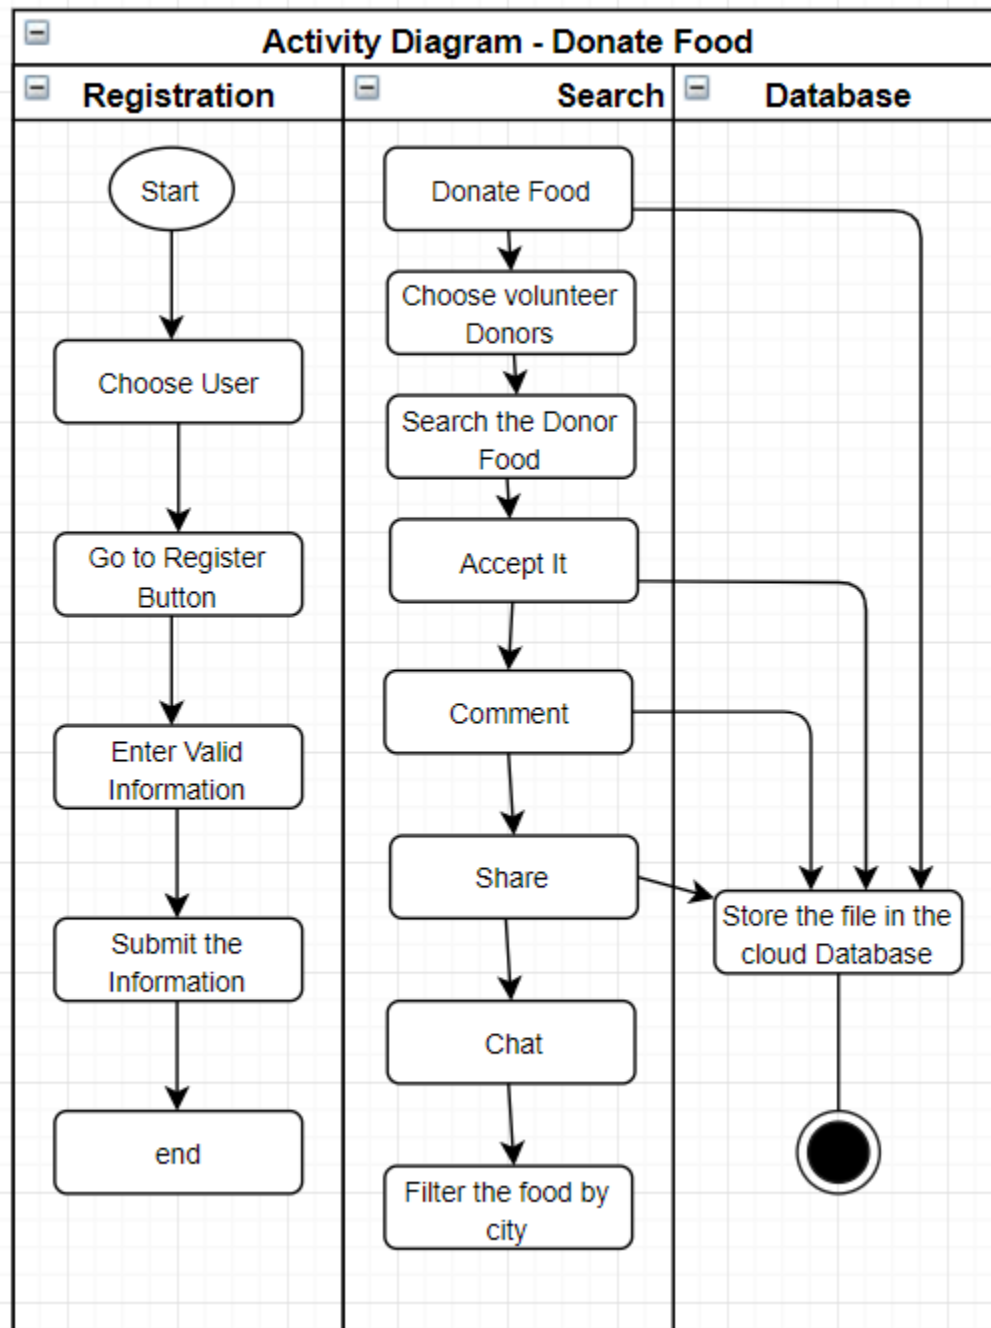 Activity Diagram - Donate Food
Registration
Search
Database
Start
Choose User
Go to Register
Button
Enter Valid
Information
Submit the
Information
end
Donate Food
Choose volunteer
Donors
Search the Donor
Food
Accept It
Comment
Share
Chat
Filter the food by
city
Store the file in the
cloud Database